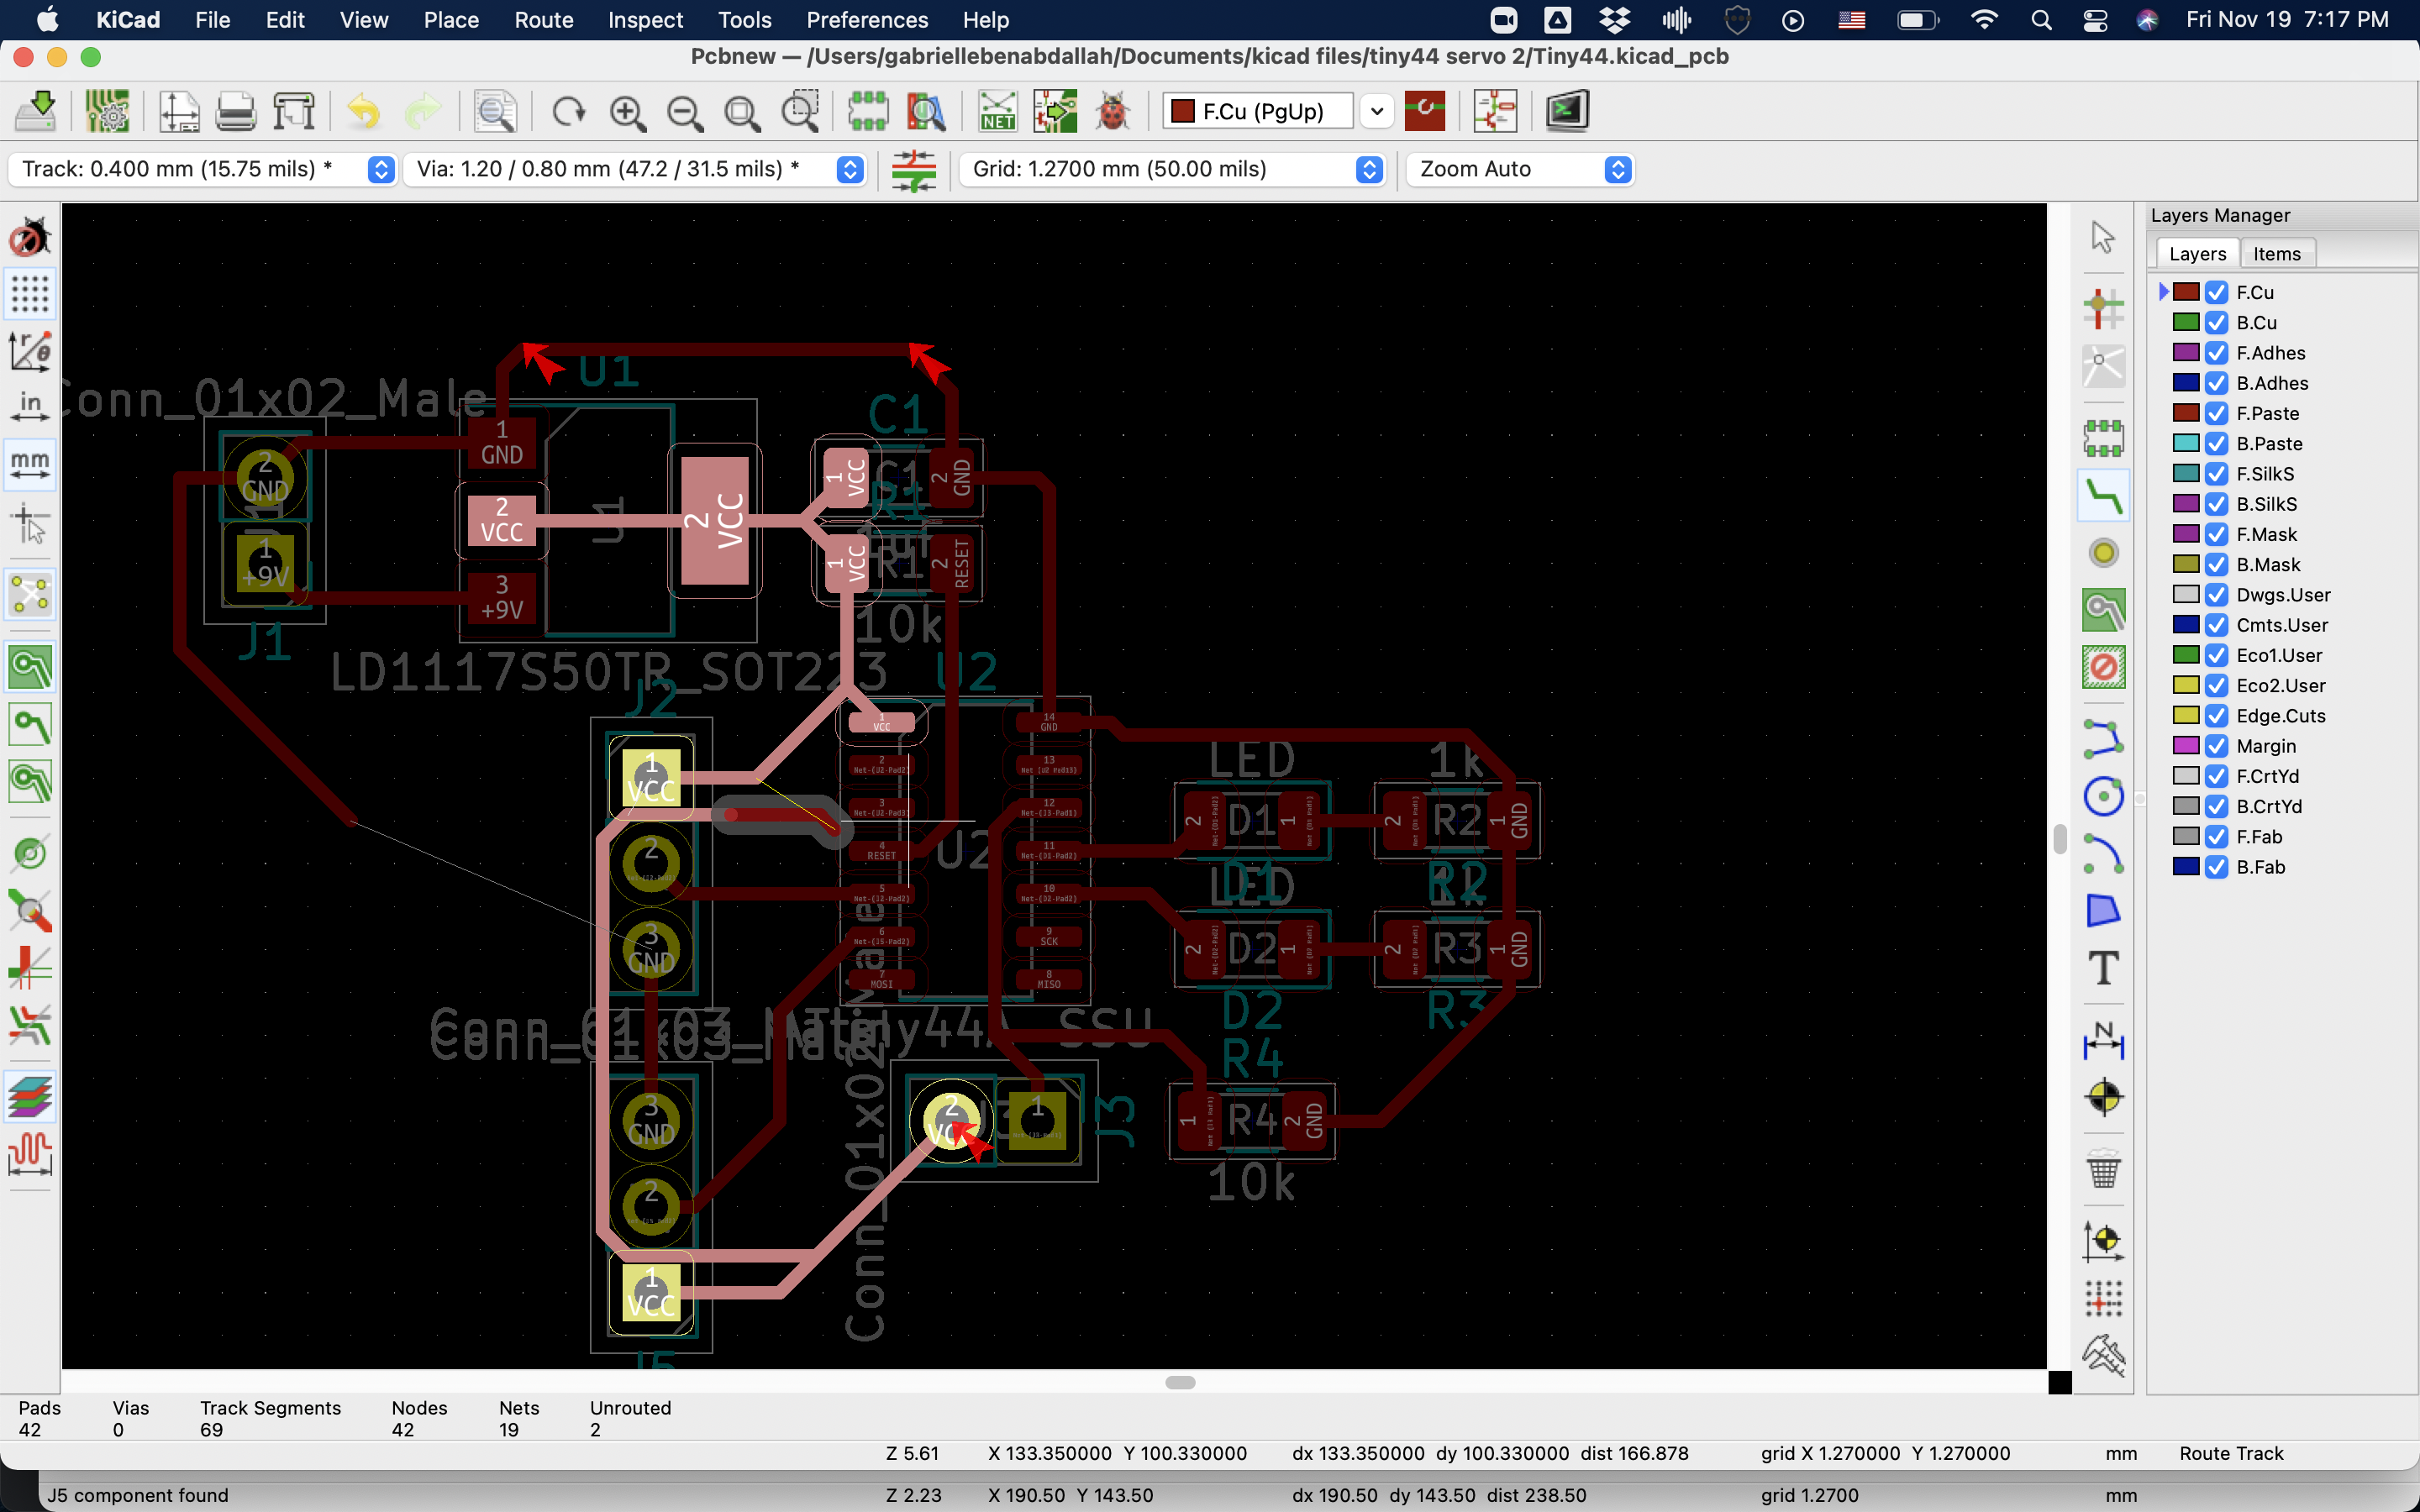 KiCad File Edit View Place Route Inspect Tools Preferences Help Fri Nov 19 7:17 PM
Pcbnew — /Users/gabriellebenabdallah/Documents/kicad files/tiny44 servo 2/Tiny44.kicad_pcb
NET
F.Cu (PgUp)
Track: 0.400 mm (15.75 mils) *
Via: 1.20 / 0.80 mm (47.2 / 31.5 mils) *
Grid: 1.2700 mm (50.00 mils)
Zoom Auto
in
mm
Layers Manager
Layers Items
F.Cu
B.Cu
F.Adhes
B.Adhes
F.Paste
B.Paste
F.SilkS
B.SilkS
F.Mask
B.Mask
Dwgs.User
Cmts.User
Eco1.User
Eco2.User
Edge.Cuts
Margin
F.CrtYd
B.CrtYd
F.Fab
B.Fab
U1
Conn_01x02_Male
C1
1
GND
2
GND
2
VCC
U1
2
VCC
1
VCC
C1
2
GND
R1
1
+9V
3
+9V
1
VCC
R1
2
RESET
J1
10k
LD1117S50TR_SOT223
U2
J2
1
VCC
14
GND
1
VCC
2
13
3
12
LED
1k
2
D1
1
2
R2
1
GND
2
4
RESET
U2
11
LED
D1
R2
5
10
3
GND
6
9
SCK
2
D2
1
2
R3
1
GND
7
MOSI
8
MISO
D2
R3
Conn_01x03_Male
R4
3
GND
2
VCC
1
J3
1
R4
2
GND
Conn_01x02_Male
10k
2
1
VCC
J5
Pads Vias Track Segments Nodes Nets Unrouted
42 0 69 42 19 2
Z 5.61 X 133.350000 Y 100.330000 dx 133.350000 dy 100.330000 dist 166.878 grid X 1.270000 Y 1.270000 mm Route Track
J5 component found Z 2.23 X 190.50 Y 143.50 dx 190.50 dy 143.50 dist 238.50 grid 1.2700 mm